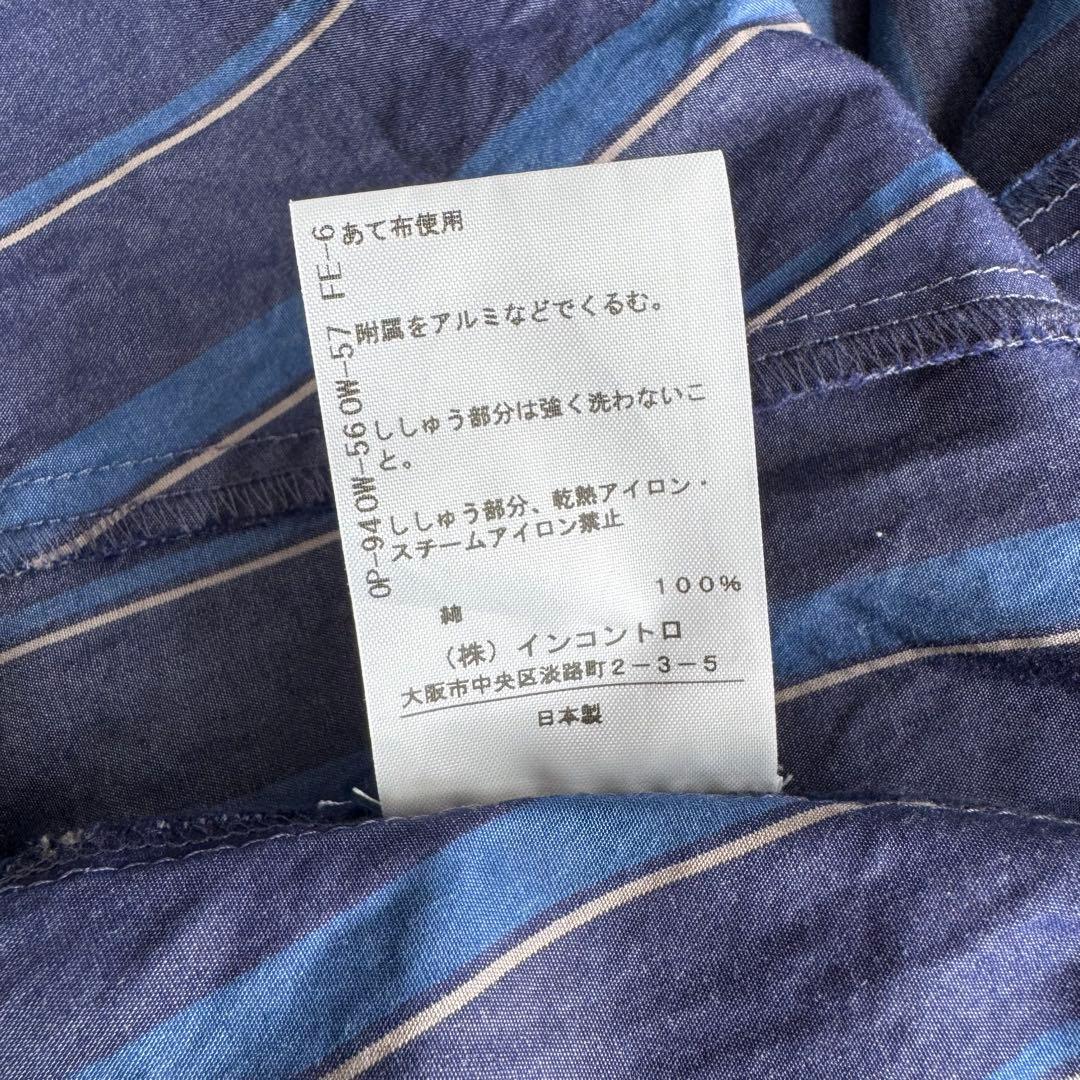 あて布使用
附属をアルミなどでくるむ。
ししゅう部分は強く洗わないこ
と。
ししゅう部分、乾熱アイロン・
スチームアイロン禁止
綿 100%
(株)インコントロ
大阪市中央区淡路町2-3-5
日本製
OP-940W-560W-57 FE-6